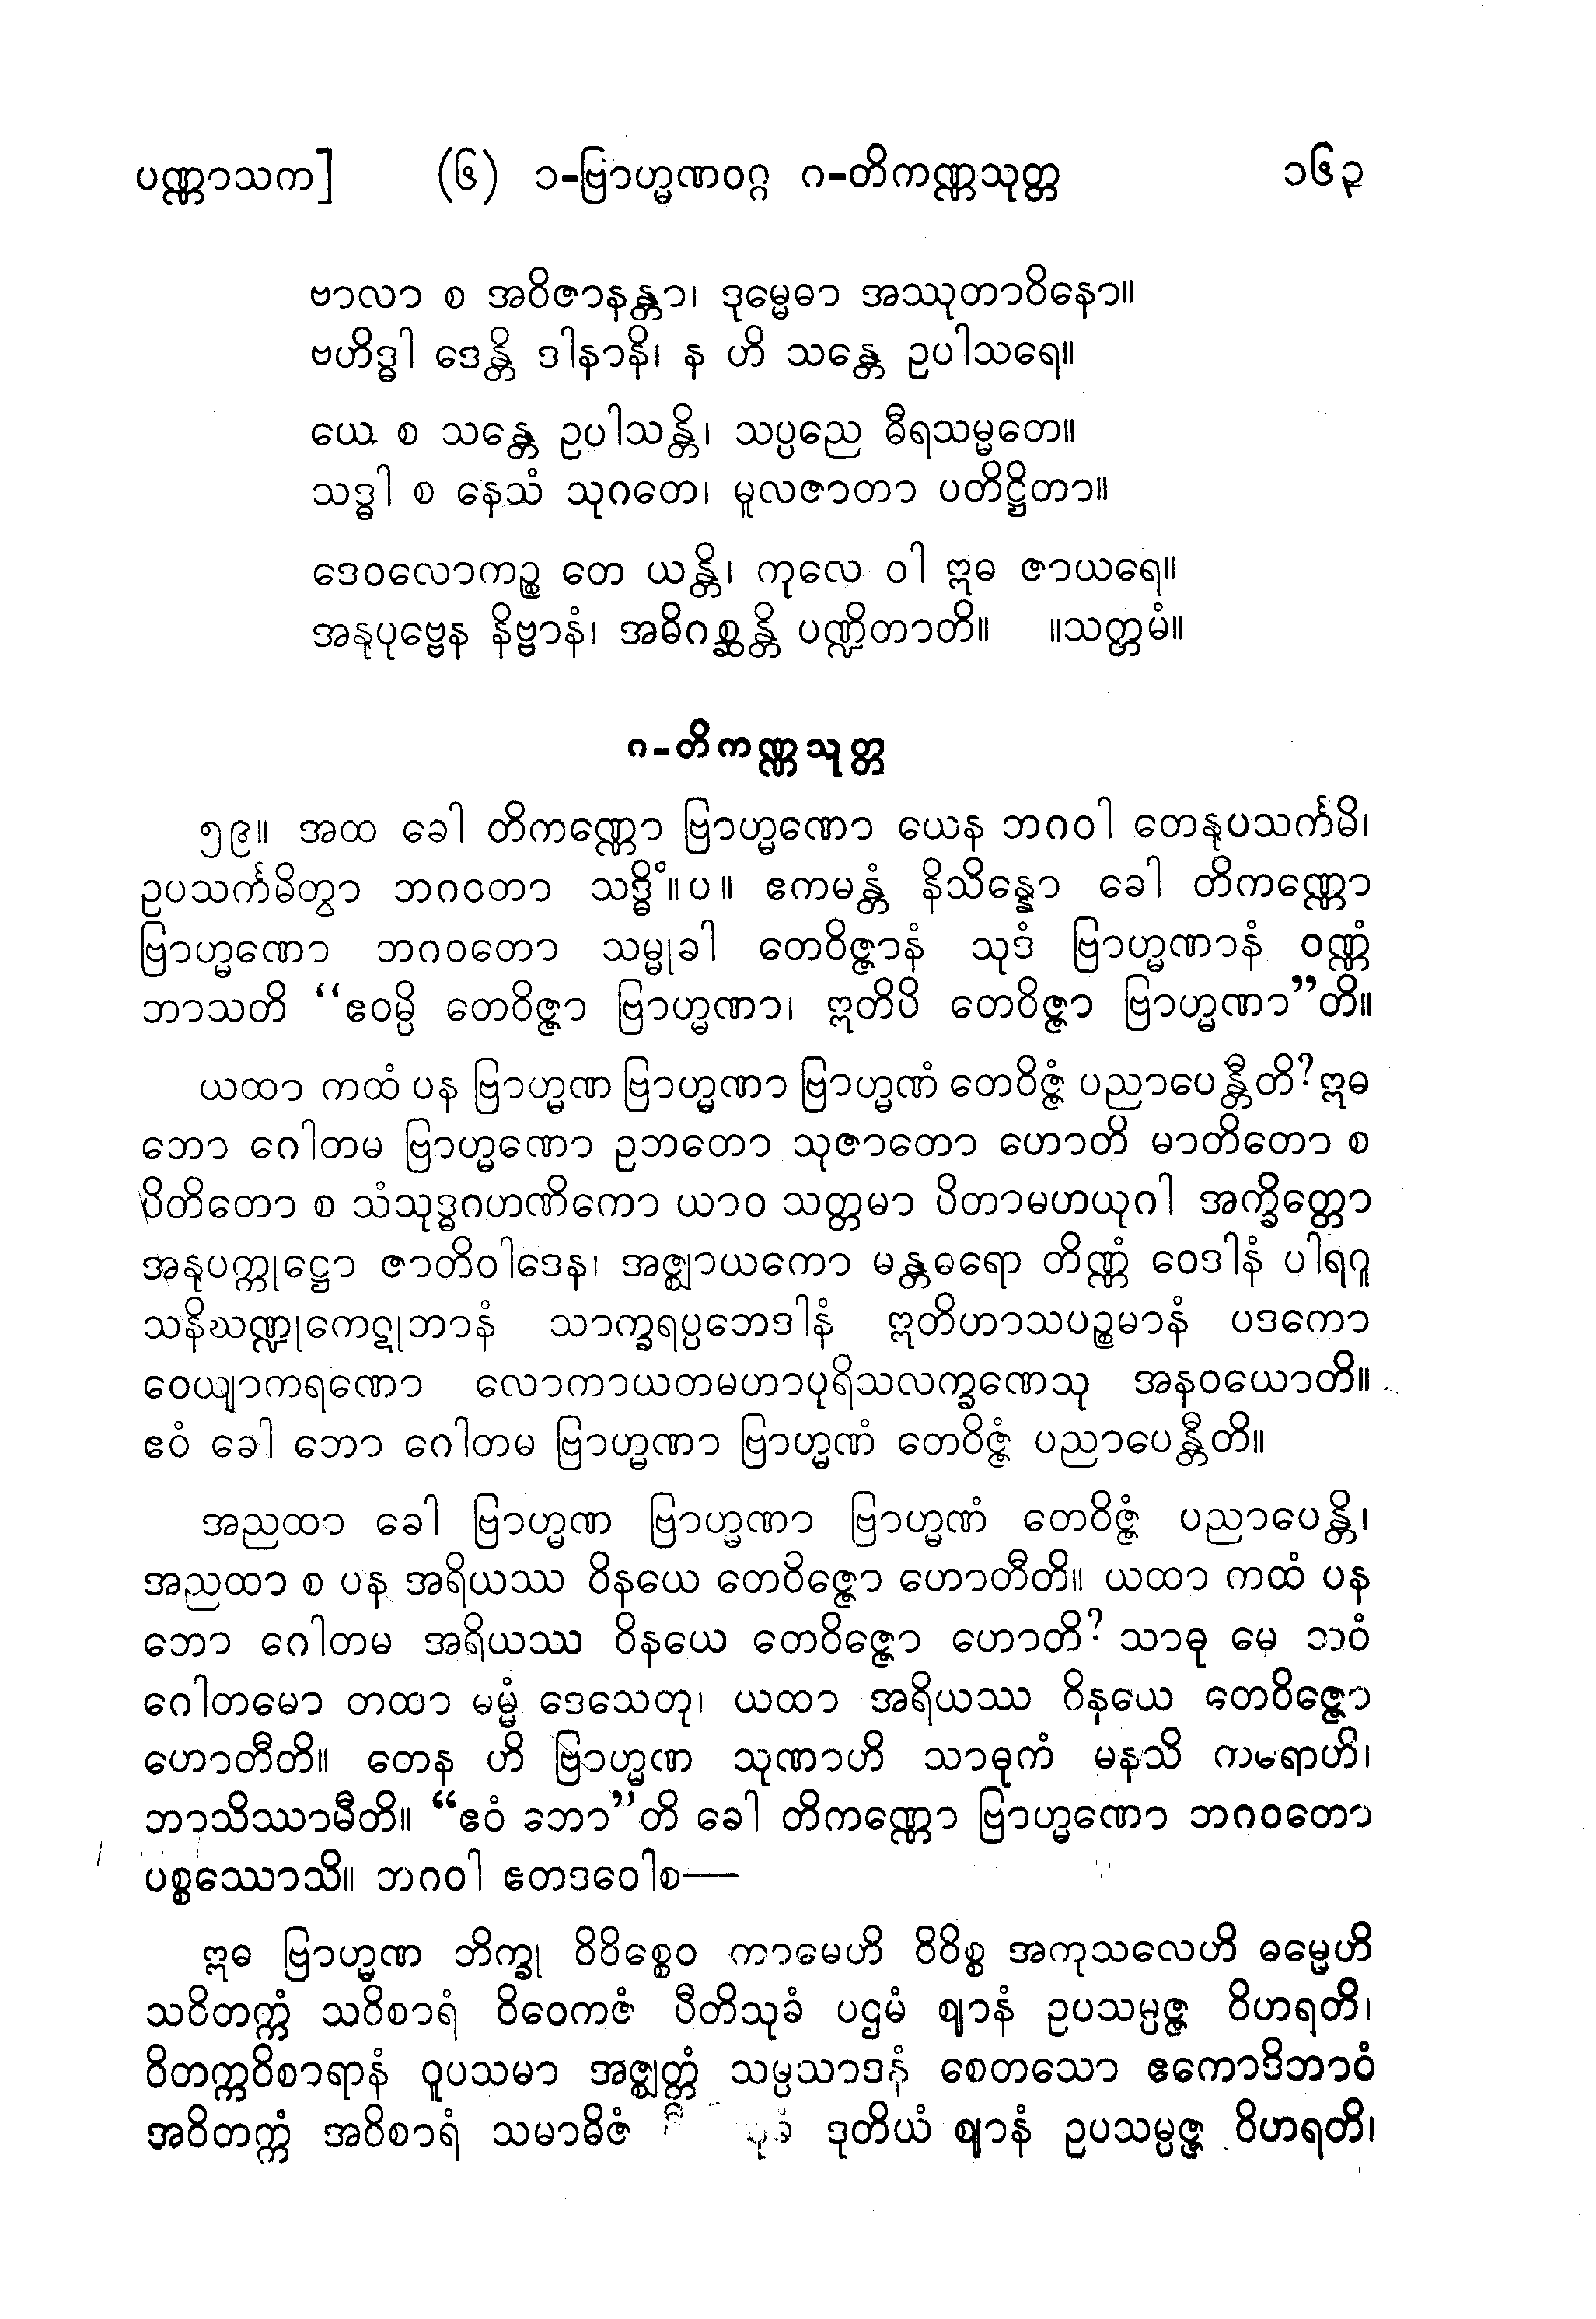 ပဏ္ဏာသက] (၆) ၁-ဗြာဟ္မဏဝဂ္ဂ ဂ-တိကဏ္ဏသုတ္တ ၁၆၃
ဗာလာ စ အဝိဇာနန္တာ၊ ဒုမ္မေဓာ အဿုတာဝိနော။
ဗဟိဒ္ဓါ ဒေန္တိ ဒါနာနိ၊ န ဟိ သန္တေ ဥပါသရေ။
ယေ စ သန္တေ ဥပါသန္တိ၊ သပ္ပညေ ဓီရသမ္မတေ။
သဒ္ဓါ စ နေသံ သုဂတေ၊ မူလဇာတာ ပတိဋ္ဌိတာ။
ဒေဝလောကဉ္စ တေ ယန္တိ၊ ကုလေ ဝါ ဣဓ ဇာယရေ။
အနုပုဗ္ဗေန နိဗ္ဗာနံ၊ အဓိဂစ္ဆန္တိ ပဏ္ဍိတာတိ။ ။သတ္တမံ။
ဂ-တိကဏ္ဏသုတ္တ
၅၉။ အထ ခေါ တိကဏ္ဏော ဗြာဟ္မဏော ယေန ဘဂဝါ တေနုပသင်္ကမိ၊
ဥပသင်္ကမိတွာ ဘဂဝတာ သဒ္ဓိံ။ပ။ ဧကမန္တံ နိသိန္နော ခေါ တိကဏ္ဏော
ဗြာဟ္မဏော ဘဂဝတော သမ္မုခါ တေဝိဇ္ဇာနံ သုဒံ ဗြာဟ္မဏာနံ ဝဏ္ဏံ
ဘာသတိ “ဧဝမ္ပိ တေဝိဇ္ဇာ ဗြာဟ္မဏာ၊ ဣတိပိ တေဝိဇ္ဇာ ဗြာဟ္မဏာ”တိ။
ယထာ ကထံ ပန ဗြာဟ္မဏ ဗြာဟ္မဏာ ဗြာဟ္မဏံ တေဝိဇ္ဇံ ပညာပေန္တီတိ? ဣဓ
ဘော ဂေါတမ ဗြာဟ္မဏော ဥဘတော သုဇာတော ဟောတိ မာတိတော စ
ပိတိတော စ သံသုဒ္ဓဂဟဏိကော ယာဝ သတ္တမာ ပိတာမဟယုဂါ အက္ခိတ္တော
အနုပက္ကုဋ္ဌော ဇာတိဝါဒေန၊ အဇ္ဈာယကော မန္တဓရော တိဏ္ဏံ ဝေဒါနံ ပါရဂူ
သနိဃဏ္ဍုကေဋုဘာနံ သာက္ခရပ္ပဘေဒါနံ ဣတိဟာသပဉ္စမာနံ ပဒကော
ဝေယျာကရဏော လောကာယတမဟာပုရိသလက္ခဏေသု အနဝယောတိ။
ဧဝံ ခေါ ဘော ဂေါတမ ဗြာဟ္မဏာ ဗြာဟ္မဏံ တေဝိဇ္ဇံ ပညာပေန္တီတိ။
အညထာ ခေါ ဗြာဟ္မဏ ဗြာဟ္မဏာ ဗြာဟ္မဏံ တေဝိဇ္ဇံ ပညာပေန္တိ၊
အညထာ စ ပန အရိယဿ ဝိနယေ တေဝိဇ္ဇော ဟောတီတိ။ ယထာ ကထံ ပန
ဘော ဂေါတမ အရိယဿ ဝိနယေ တေဝိဇ္ဇော ဟောတိ? သာဓု မေ ဘဝံ
ဂေါတမော တထာ ဓမ္မံ ဒေသေတု၊ ယထာ အရိယဿ ဝိနယေ တေဝိဇ္ဇော
ဟောတီတိ။ တေန ဟိ ဗြာဟ္မဏ သုဏာဟိ သာဓုကံ မနသိ ကရောဟိ၊
ဘာသိဿာမီတိ။ “ဧဝံ ဘော”တိ ခေါ တိကဏ္ဏော ဗြာဟ္မဏော ဘဂဝတော
ပစ္စဿောသိ။ ဘဂဝါ ဧတဒဝေါစ—
ဣဓ ဗြာဟ္မဏ ဘိက္ခု ဝိဝိစ္စေဝ ကာမေဟိ ဝိဝိစ္စ အကုသလေဟိ ဓမ္မေဟိ
သဝိတက္ကံ သဝိစာရံ ဝိဝေကဇံ ပီတိသုခံ ပဌမံ ဈာနံ ဥပသမ္ပဇ္ဇ ဝိဟရတိ၊
ဝိတက္ကဝိစာရာနံ ဝူပသမာ အဇ္ဈတ္တံ သမ္ပသာဒနံ စေတသော ဧကောဒိဘာဝံ
အဝိတက္ကံ အဝိစာရံ သမာဓိဇံ ဒုတိယံ ဈာနံ ဥပသမ္ပဇ္ဇ ဝိဟရတိ၊